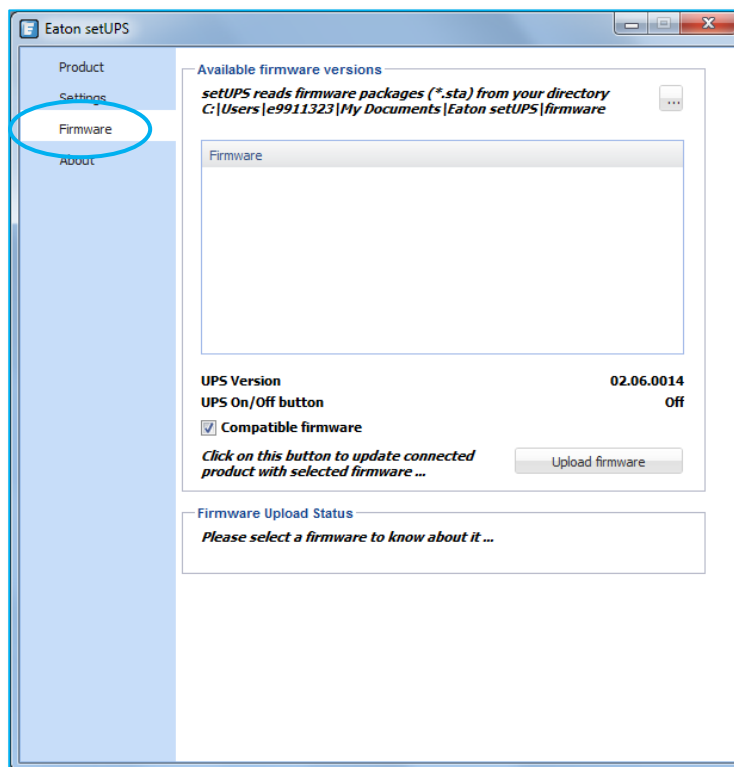 Eaton setUPS
Product
Settings
Firmware
About
Available firmware versions
setUPS reads firmware packages (*.sta) from your directory
C:|Users|e9911323|My Documents|Eaton setUPS|firmware
...
Firmware
UPS Version 02.06.0014
UPS On/Off button Off
Compatible firmware
Click on this button to update connected
product with selected firmware ...
Upload firmware
Firmware Upload Status
Please select a firmware to know about it ...